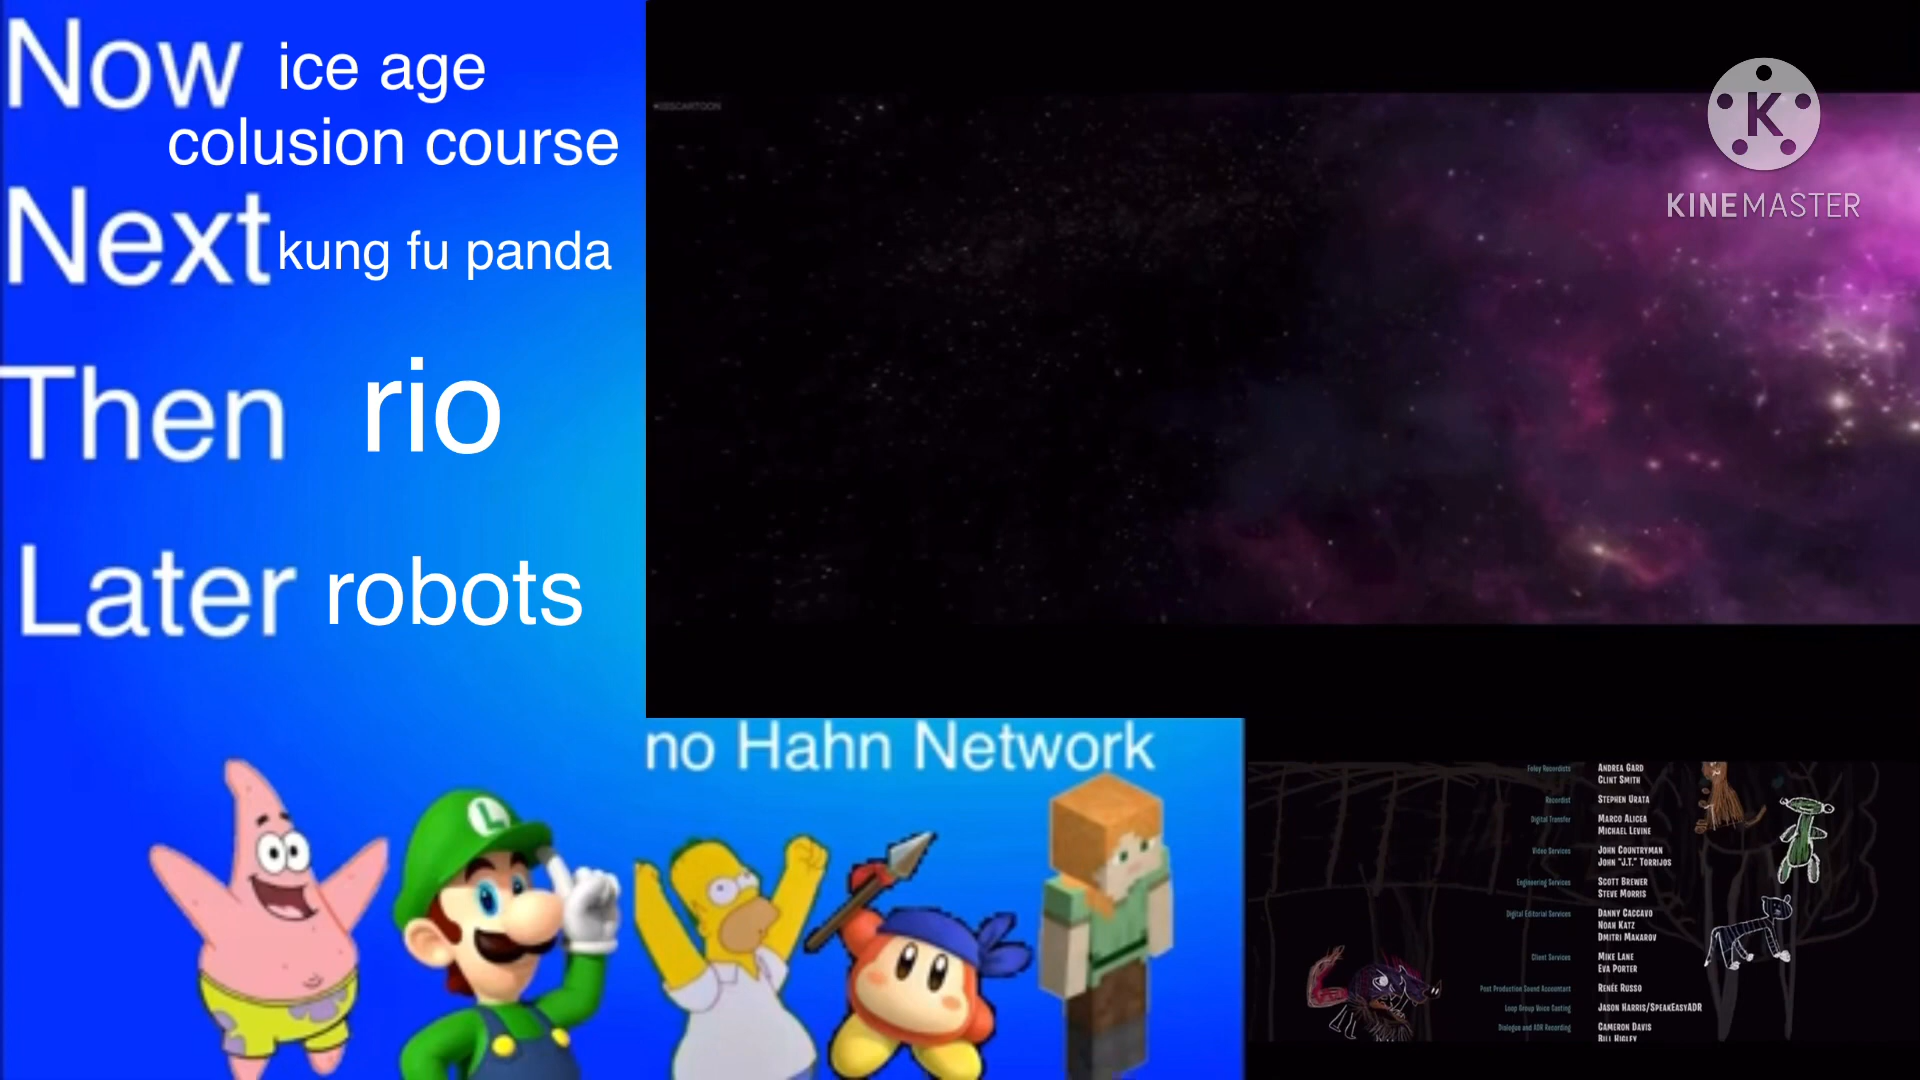 Now ice age
colusion course
Next kung fu panda
Then rio
Later robots
KISSCARTOON
K
KINEMASTER
no Hahn Network
L
Foley Recordists ANDREA GARD
CLINT SMITH
Recordist STEPHEN URATA
Digital Transfer MARCO ALICEA
MICHAEL LEVINE
Video Services JOHN COUNTRYMAN
JOHN "J.T." TORRIJOS
Engineering Services SCOTT BREWER
STEVE MORRIS
Digital Editorial Services DANNY CACCAVO
NOAH KATZ
DMITRI MAKAROV
Client Services MIKE LANE
EVA PORTER
Post Production Sound Accountant RENÉE RUSSO
Loop Group Voice Casting JASON HARRIS/SPEAKEASYADR
Dialogue and ADR Recording CAMERON DAVIS
BILL HIGLEY